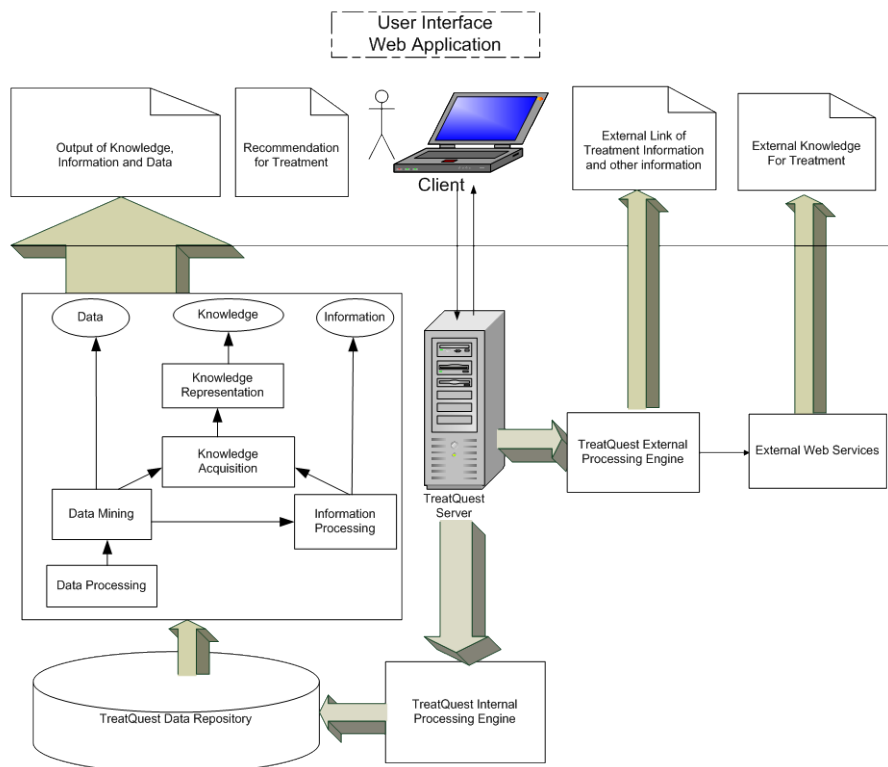 User Interface
Web Application
Output of Knowledge,
Information and Data
Recommendation
for Treatment
Client
External Link of
Treatment Information
and other information
External Knowledge
For Treatment
Data
Knowledge
Information
Knowledge
Representation
Knowledge
Acquisition
Data Mining
Information
Processing
Data Processing
TreatQuest
Server
TreatQuest External
Processing Engine
External Web Services
TreatQuest Data Repository
TreatQuest Internal
Processing Engine